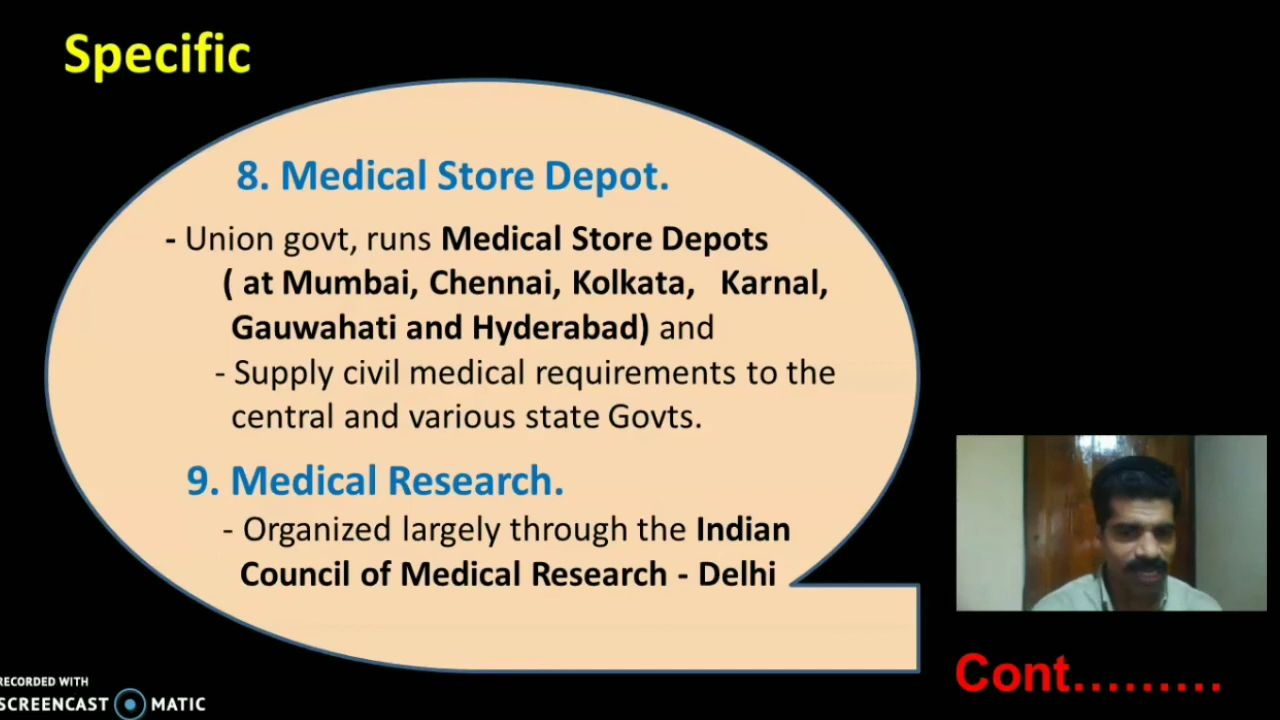 Specific
8. Medical Store Depot.
- Union govt, runs Medical Store Depots
( at Mumbai, Chennai, Kolkata, Karnal,
Gauwahati and Hyderabad) and
- Supply civil medical requirements to the
central and various state Govts.
9. Medical Research.
- Organized largely through the Indian
Council of Medical Research - Delhi
Cont.........
RECORDED WITH
SCREENCAST MATIC